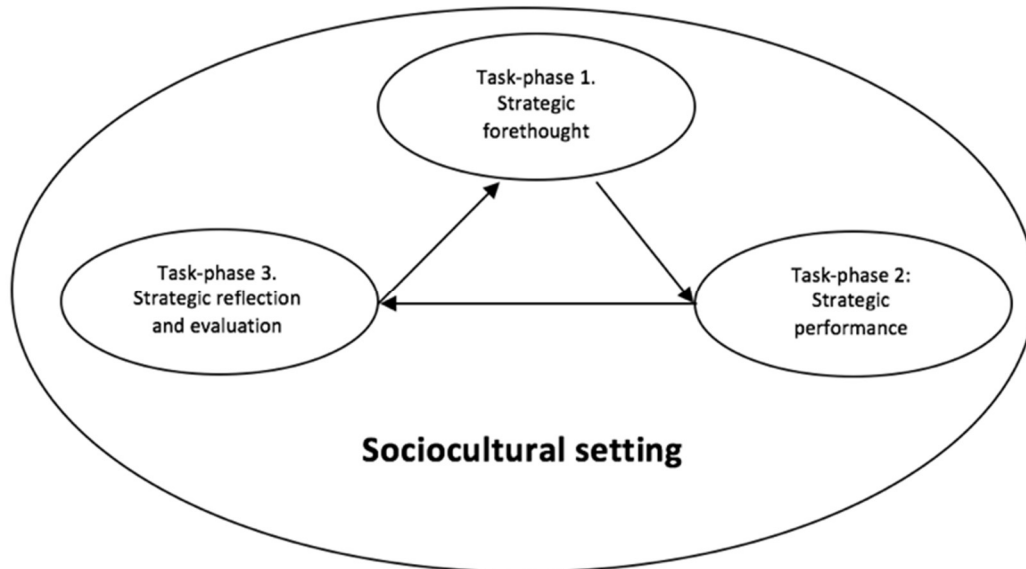 Task-phase 1.
Strategic
forethought
Task-phase 3.
Strategic reflection
and evaluation
Task-phase 2:
Strategic
performance
Sociocultural setting